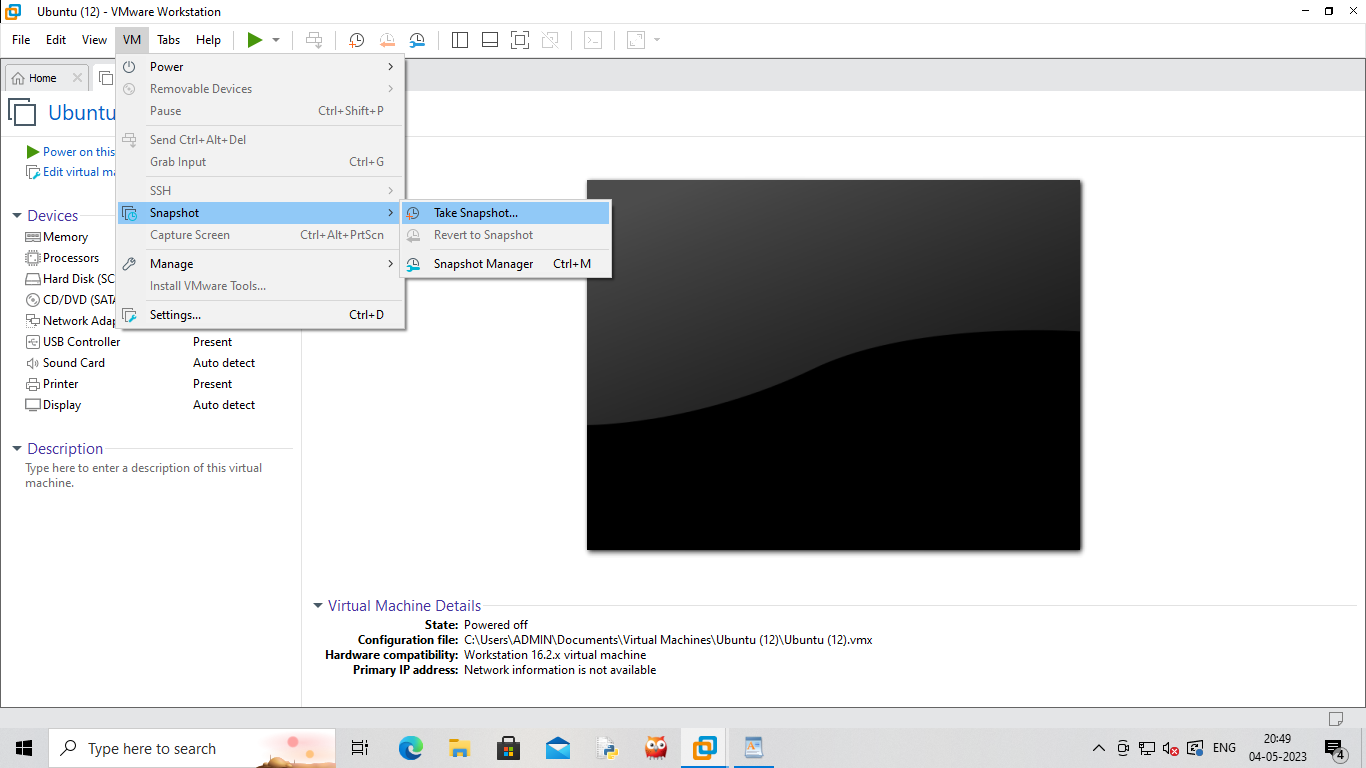 Ubuntu (12) - VMware Workstation
File Edit View VM Tabs Help
Home
Ubuntu
Power on this
Edit virtual ma
Power
Removable Devices
Pause Ctrl+Shift+P
Send Ctrl+Alt+Del
Grab Input Ctrl+G
SSH
Snapshot
Capture Screen Ctrl+Alt+PrtScn
Manage
Install VMware Tools...
Settings... Ctrl+D
Take Snapshot...
Revert to Snapshot
Snapshot Manager Ctrl+M
Devices
Memory
Processors
Hard Disk (SC
CD/DVD (SATA
Network Adap
USB Controller Present
Sound Card Auto detect
Printer Present
Display Auto detect
Description
Type here to enter a description of this virtual
machine.
Virtual Machine Details
State: Powered off
Configuration file: C:\Users\ADMIN\Documents\Virtual Machines\Ubuntu (12)\Ubuntu (12).vmx
Hardware compatibility: Workstation 16.2.x virtual machine
Primary IP address: Network information is not available
Type here to search
ENG
20:49
04-05-2023
4